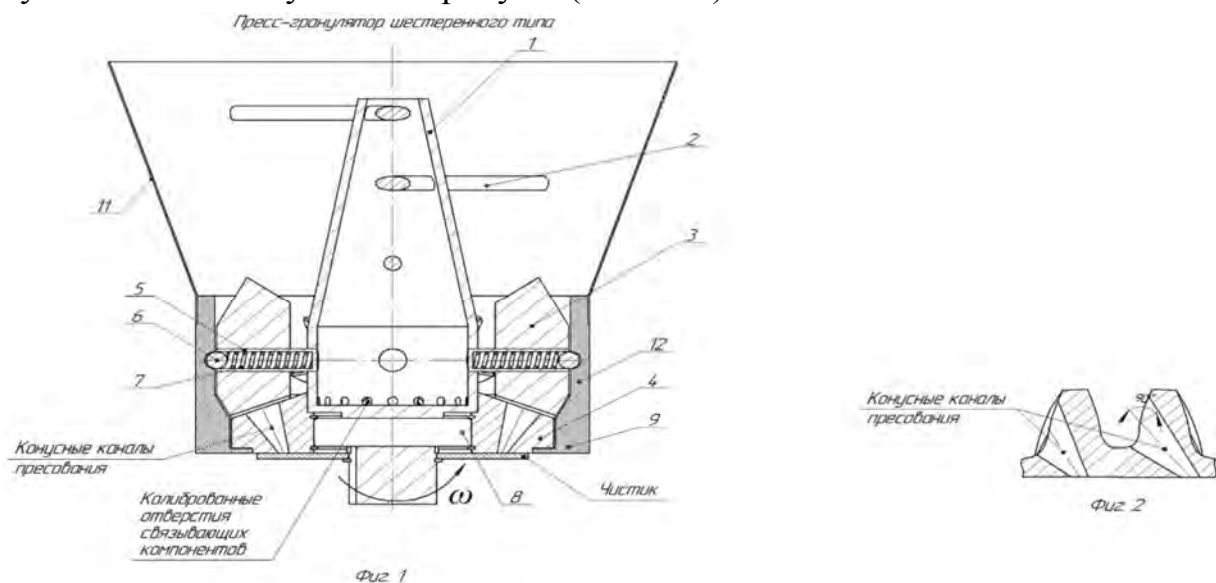 Пресс-гранулятор шестеренного типа
1
2
11
3
5
6
12
7
4
Конусные каналы
пресования
9
Конусные каналы
пресования
90°
Чистик
Калиброванные
отверстия
связывающих
компонентов
ω
8
Фиг. 2
Фиг. 1